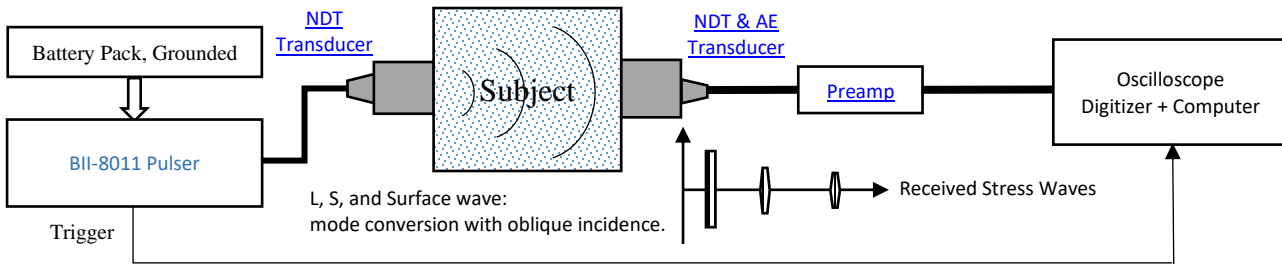 Battery Pack, Grounded
BII-8011 Pulser
Trigger
NDT
Transducer
Subject
L, S, and Surface wave:
mode conversion with oblique incidence.
NDT & AE
Transducer
Preamp
Received Stress Waves
Oscilloscope
Digitizer + Computer